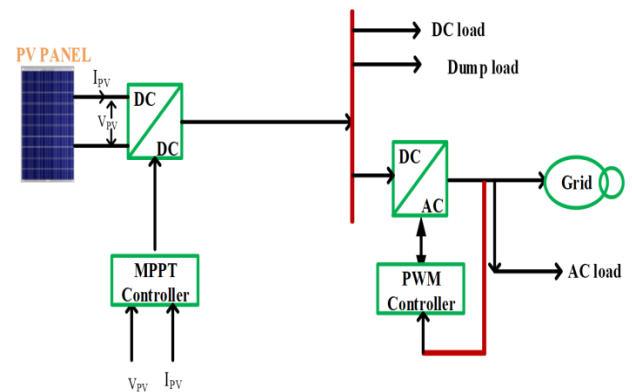 PV PANEL
I_PV
V_PV
DC
DC
DC load
Dump load
DC
AC
Grid
AC load
MPPT
Controller
PWM
Controller
V_PV
I_PV